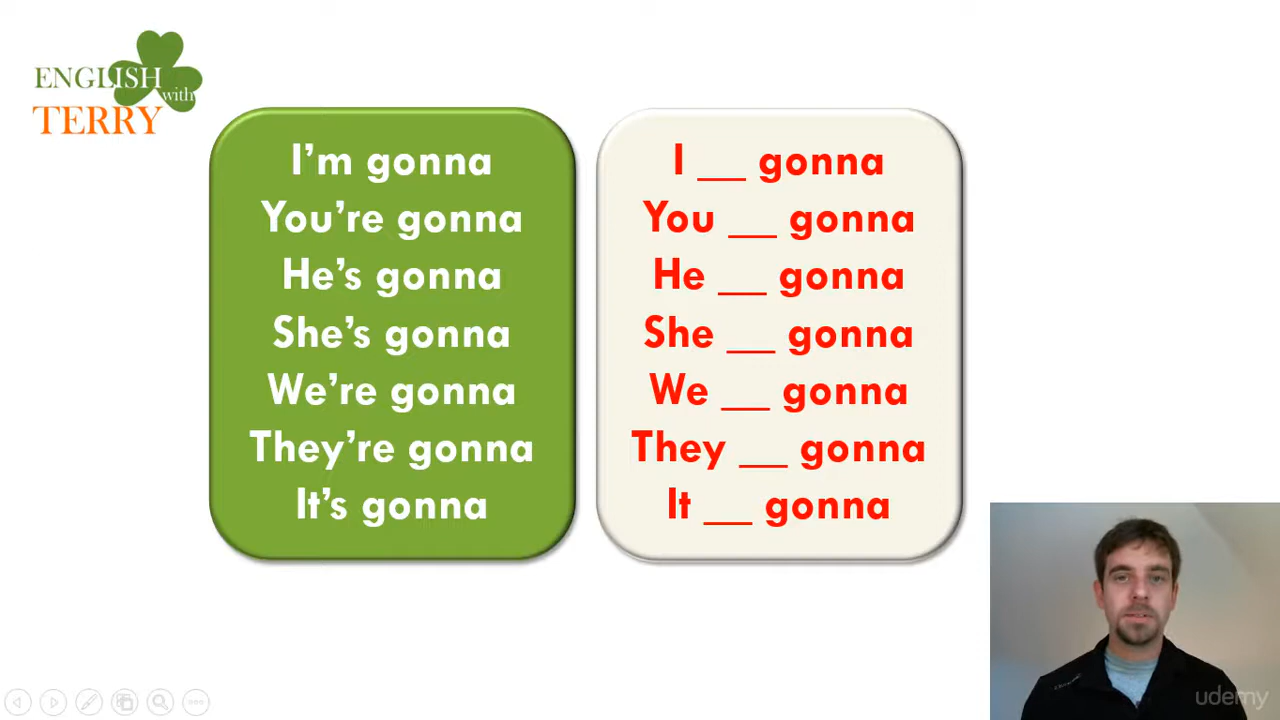 ENGLISH
with
TERRY
I'm gonna
You're gonna
He's gonna
She's gonna
We're gonna
They're gonna
It's gonna
I __ gonna
You __ gonna
He __ gonna
She __ gonna
We __ gonna
They __ gonna
It __ gonna
udemy